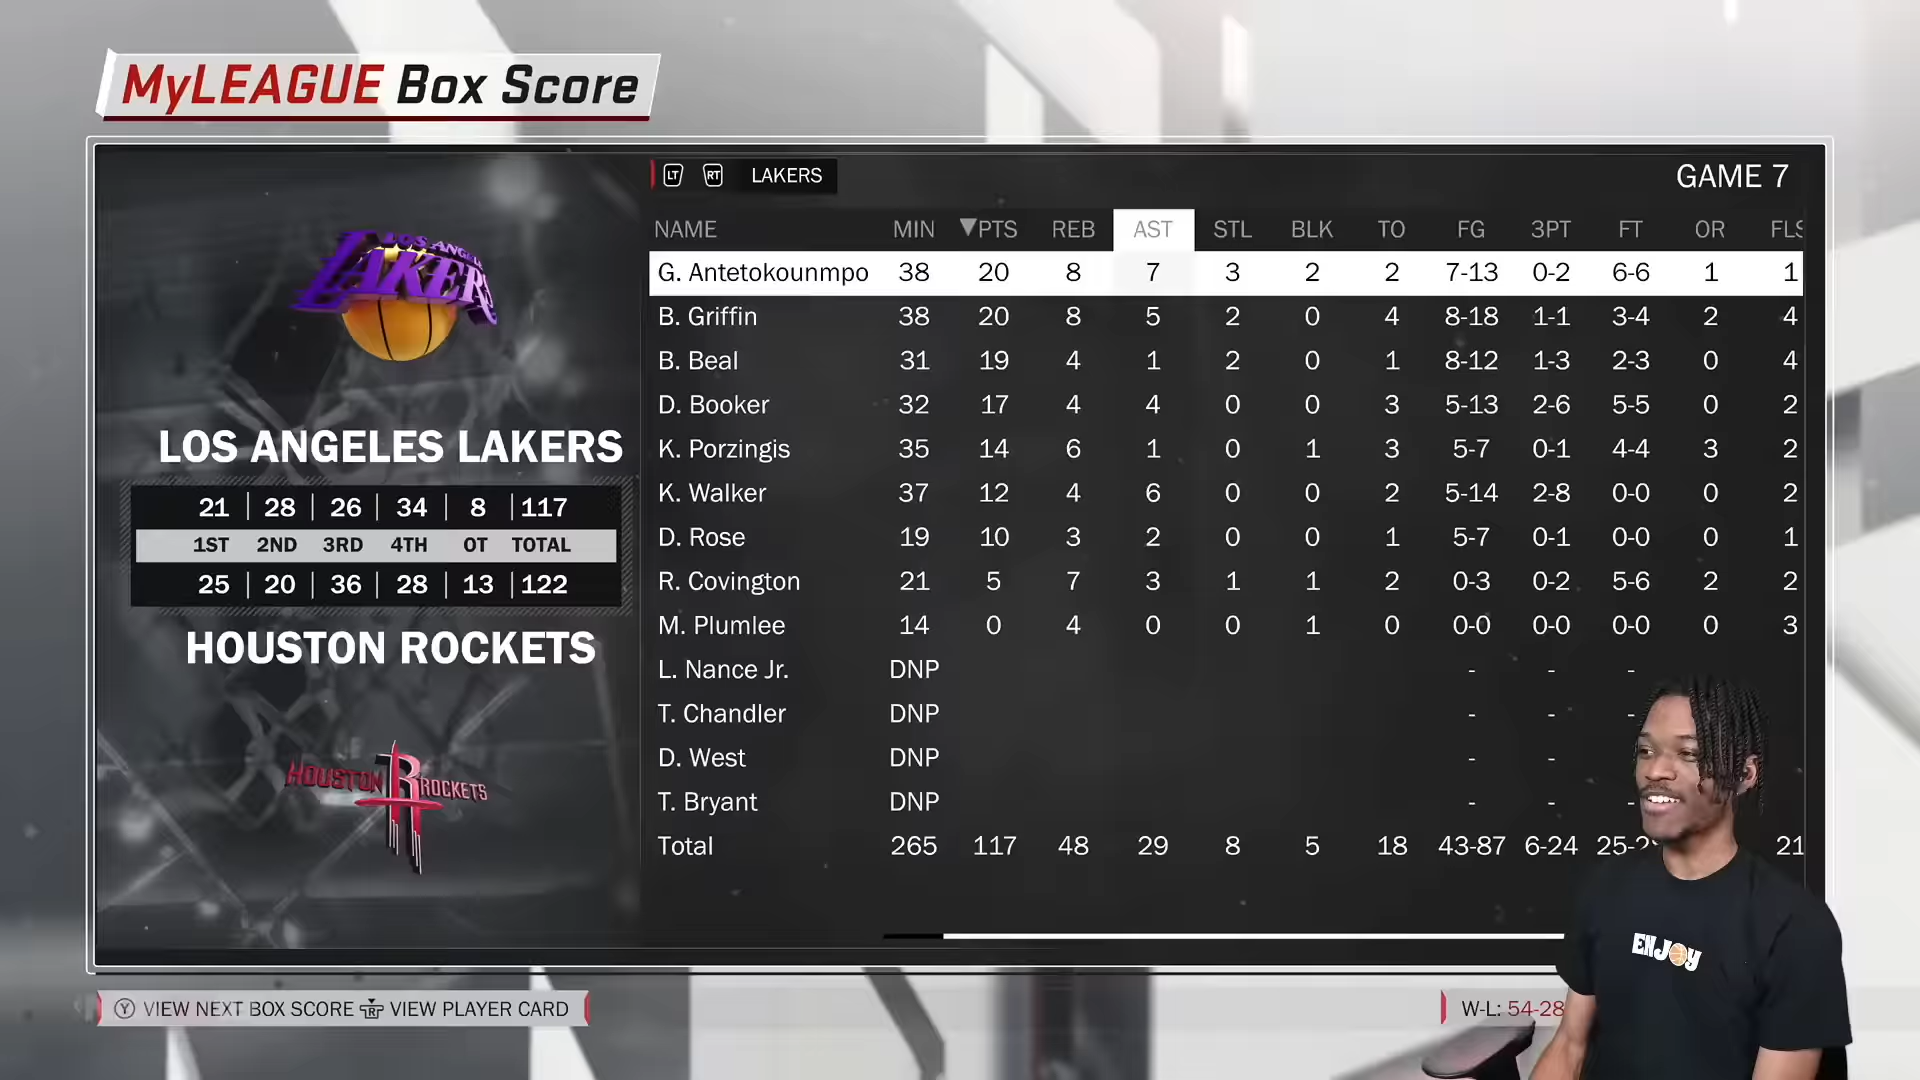 MyLEAGUE Box Score
LT RT LAKERS
GAME 7
NAME MIN PTS REB AST STL BLK TO FG 3PT FT OR FLS
G. Antetokounmpo 38 20 8 7 3 2 2 7-13 0-2 6-6 1 1
B. Griffin 38 20 8 5 2 0 4 8-18 1-1 3-4 2 4
B. Beal 31 19 4 1 2 0 1 8-12 1-3 2-3 0 4
D. Booker 32 17 4 4 0 0 3 5-13 2-6 5-5 0 2
K. Porzingis 35 14 6 1 0 1 3 5-7 0-1 4-4 3 2
K. Walker 37 12 4 6 0 0 2 5-14 2-8 0-0 0 2
D. Rose 19 10 3 2 0 0 1 5-7 0-1 0-0 0 1
R. Covington 21 5 7 3 1 1 2 0-3 0-2 5-6 2 2
M. Plumlee 14 0 4 0 0 1 0 0-0 0-0 0-0 0 3
L. Nance Jr. DNP - - -
T. Chandler DNP - - -
D. West DNP - - -
T. Bryant DNP - - -
Total 265 117 48 29 8 5 18 43-87 6-24 25- 21
LOS ANGELES LAKERS
LOS ANGELES LAKERS
21 | 28 | 26 | 34 | 8 | 117
1ST 2ND 3RD 4TH OT TOTAL
25 | 20 | 36 | 28 | 13 | 122
HOUSTON ROCKETS
HOUSTON R ROCKETS
ENJOY
Y VIEW NEXT BOX SCORE R VIEW PLAYER CARD
W-L: 54-28